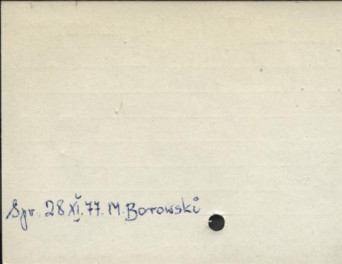 Spr. 28 XI. 77. M. Borowski